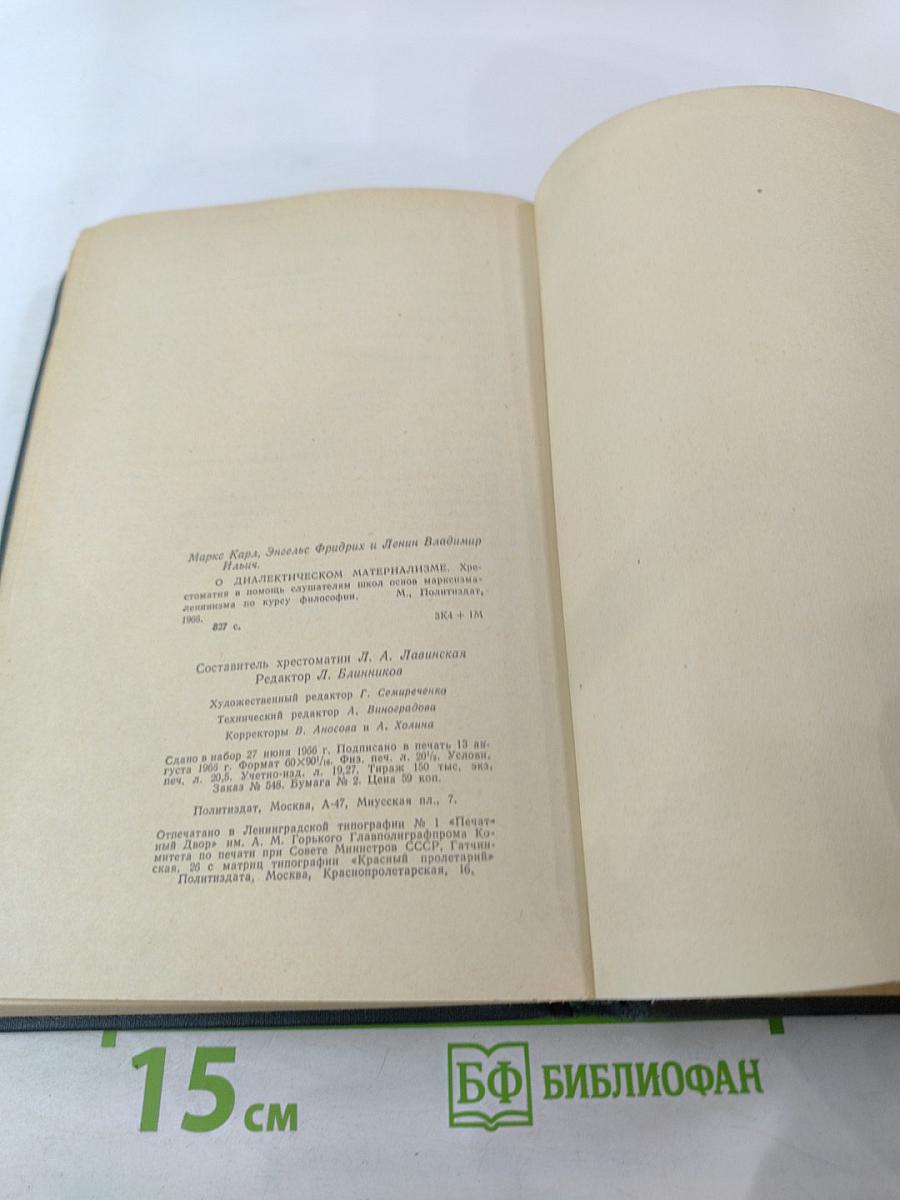 Маркс Карл, Энгельс Фридрих и Ленин Владимир
Ильич.
О ДИАЛЕКТИЧЕСКОМ МАТЕРИАЛИЗМЕ. Хре-
стоматия в помощь слушателям школ основ марксизма-
ленинизма по курсу философии. М., Политиздат,
1966.
327 с. 3К4 + 1М
Составитель хрестоматии Л. А. Лавинская
Редактор Л. Блинников
Художественный редактор Г. Семиреченко
Технический редактор А. Виноградова
Корректоры В. Аносова и А. Холина
Сдано в набор 27 июня 1966 г. Подписано в печать 13 ав-
густа 1966 г. Формат 60×90 1/16. Физ. печ. л. 20 1/2. Условн.
печ. л. 20,5. Учетно-изд. л. 19,27. Тираж 150 тыс. экз.
Заказ № 548. Бумага № 2. Цена 59 коп.
Политиздат, Москва, А-47, Миусская пл., 7.
Отпечатано в Ленинградской типографии № 1 «Печат-
ный Двор» им. А. М. Горького Главполиграфпрома Ко-
митета по печати при Совете Министров СССР, Гатчин-
ская, 26 с матриц типографии «Красный пролетарий»
Политиздата, Москва, Краснопролетарская, 16.
15 см
БФ БИБЛИОФАН